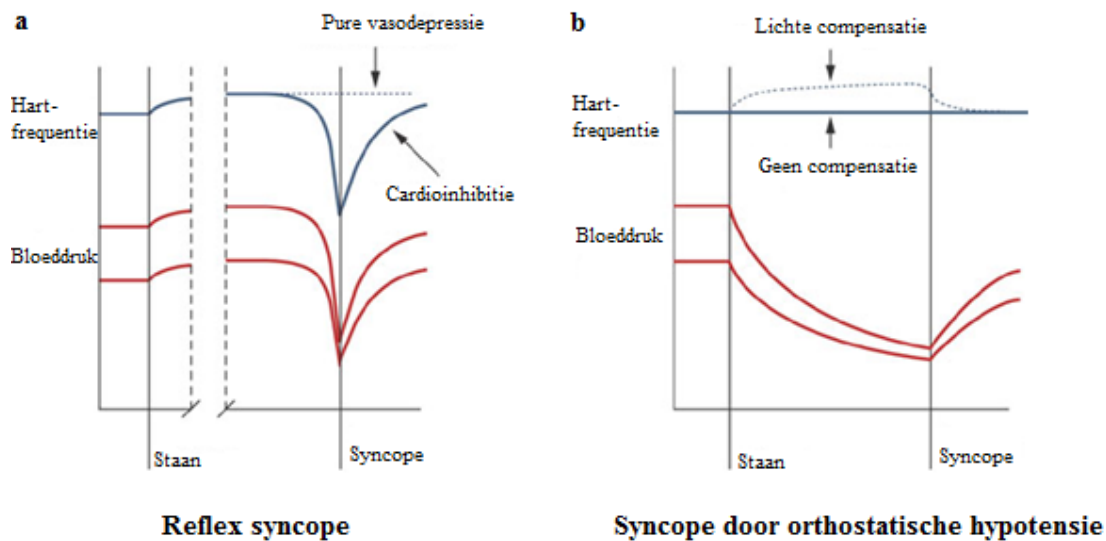 a
Pure vasodepressie
Hart-
frequentie
Cardioinhibitie
Bloeddruk
Staan
Syncope
Reflex syncope
b
Lichte compensatie
Hart-
frequentie
Geen compensatie
Bloeddruk
Staan
Syncope
Syncope door orthostatische hypotensie